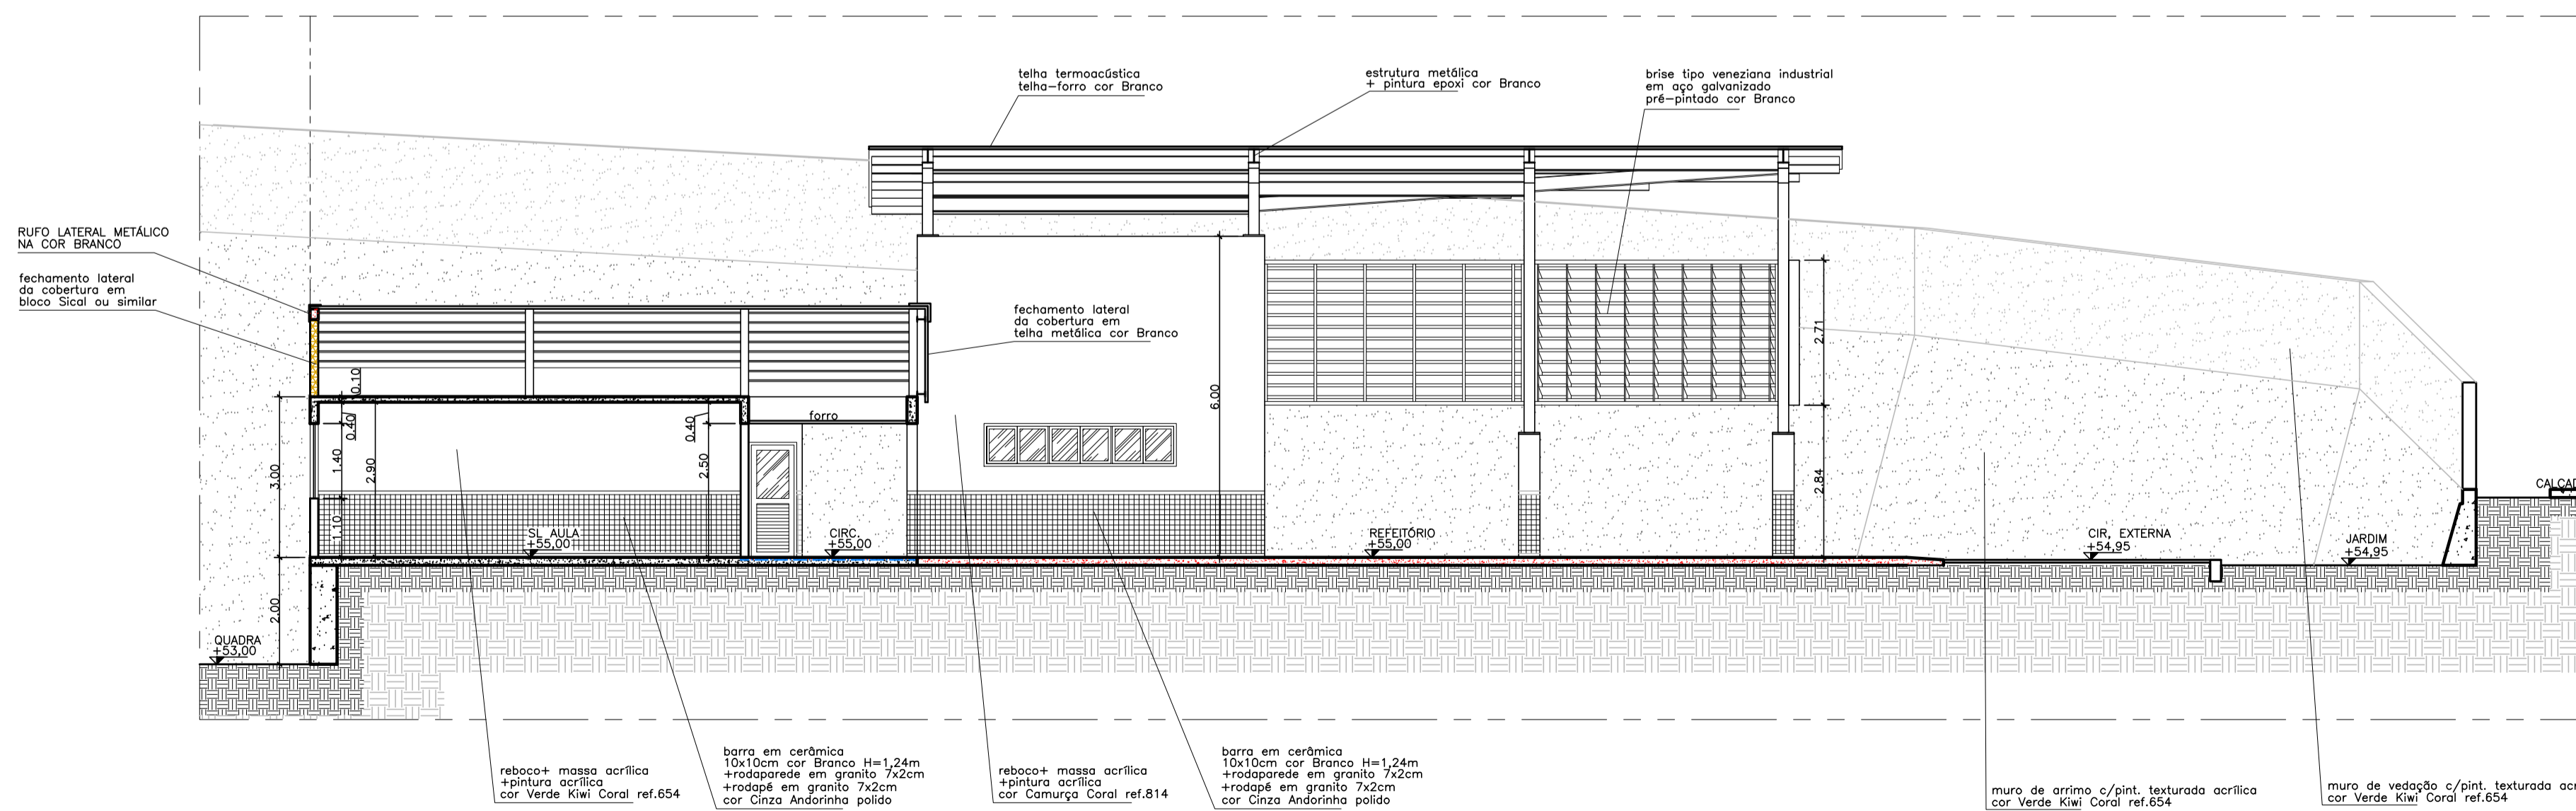 telha termoacústica
telha-forro cor Branco
estrutura metálica
+ pintura epoxi cor Branco
brise tipo veneziana industrial
em aço galvanizado
pré-pintado cor Branco
RUFO LATERAL METÁLICO
NA COR BRANCO
fechamento lateral
da cobertura em
bloco Sical ou similar
fechamento lateral
da cobertura em
telha metálica cor Branco
0.10
0.40
1.40
1.10
2.90
3.00
2.00
0.40
2.50
forro
6.00
2.71
2.84
SL AULA
+55,00
CIRC.
+55,00
REFEITÓRIO
+55,00
CIR, EXTERNA
+54,95
JARDIM
+54,95
CALÇAD
QUADRA
+53,00
reboco+ massa acrílica
+pintura acrílica
cor Verde Kiwi Coral ref.654
barra em cerâmica
10x10cm cor Branco H=1,24m
+rodaparede em granito 7x2cm
+rodapé em granito 7x2cm
cor Cinza Andorinha polido
reboco+ massa acrílica
+pintura acrílica
cor Camurça Coral ref.814
barra em cerâmica
10x10cm cor Branco H=1,24m
+rodaparede em granito 7x2cm
+rodapé em granito 7x2cm
cor Cinza Andorinha polido
muro de arrimo c/pint. texturada acrílica
cor Verde Kiwi Coral ref.654
muro de vedação c/pint. texturada ac
cor Verde Kiwi Coral ref.654